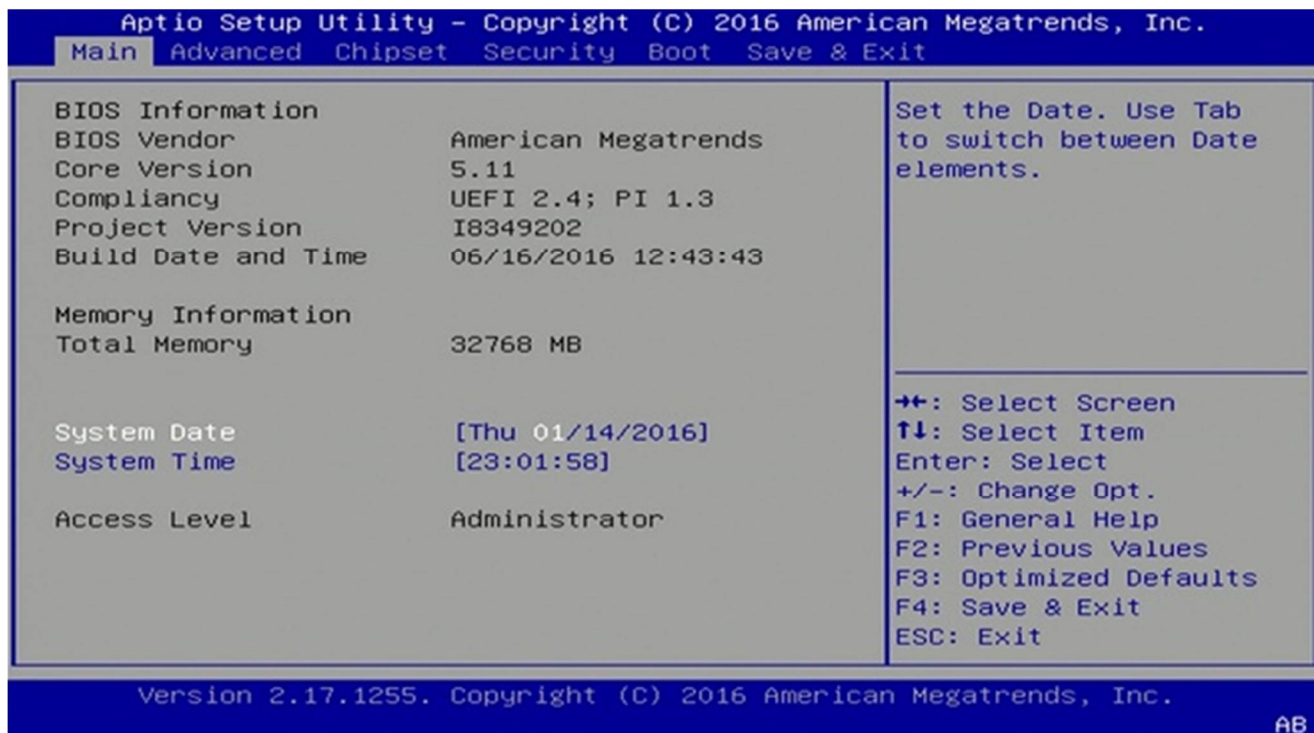 Aptio Setup Utility – Copyright (C) 2016 American Megatrends, Inc.
Main Advanced Chipset Security Boot Save & Exit
BIOS Information
BIOS Vendor American Megatrends
Core Version 5.11
Compliancy UEFI 2.4; PI 1.3
Project Version I8349202
Build Date and Time 06/16/2016 12:43:43
Memory Information
Total Memory 32768 MB
System Date [Thu 01/14/2016]
System Time [23:01:58]
Access Level Administrator
Set the Date. Use Tab
to switch between Date
elements.
→←: Select Screen
↑↓: Select Item
Enter: Select
+/-: Change Opt.
F1: General Help
F2: Previous Values
F3: Optimized Defaults
F4: Save & Exit
ESC: Exit
Version 2.17.1255. Copyright (C) 2016 American Megatrends, Inc.
AB